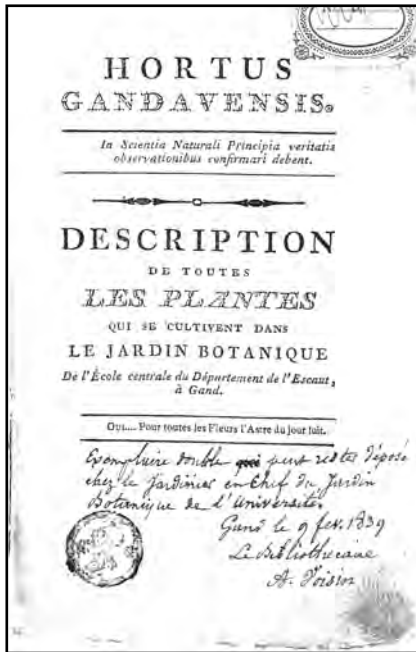 HORTUS
GANDAVENSIS.
In Scientia Naturali Principia veritatis
observationibus confirmari debent.
DESCRIPTION
DE TOUTES
LES PLANTES
QUI SE CULTIVENT DANS
LE JARDIN BOTANIQUE
De l'École centrale du Département de l'Escaut,
à Gand.
OUI.... Pour toutes les Fleurs l'Astre du jour luit.
Exemplaire double qui peut rester déposé
chez le Jardinier en Chef du Jardin
Botanique de l'Université.
Gand le 9 fev. 1839
Le Bibliothécaire
A. Voisin